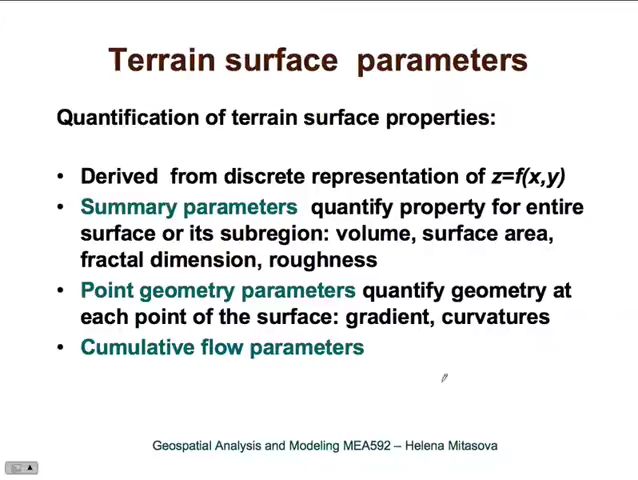 Terrain surface parameters
Quantification of terrain surface properties:
• Derived from discrete representation of z=f(x,y)
• Summary parameters quantify property for entire
surface or its subregion: volume, surface area,
fractal dimension, roughness
• Point geometry parameters quantify geometry at
each point of the surface: gradient, curvatures
• Cumulative flow parameters
Geospatial Analysis and Modeling MEA592 – Helena Mitasova